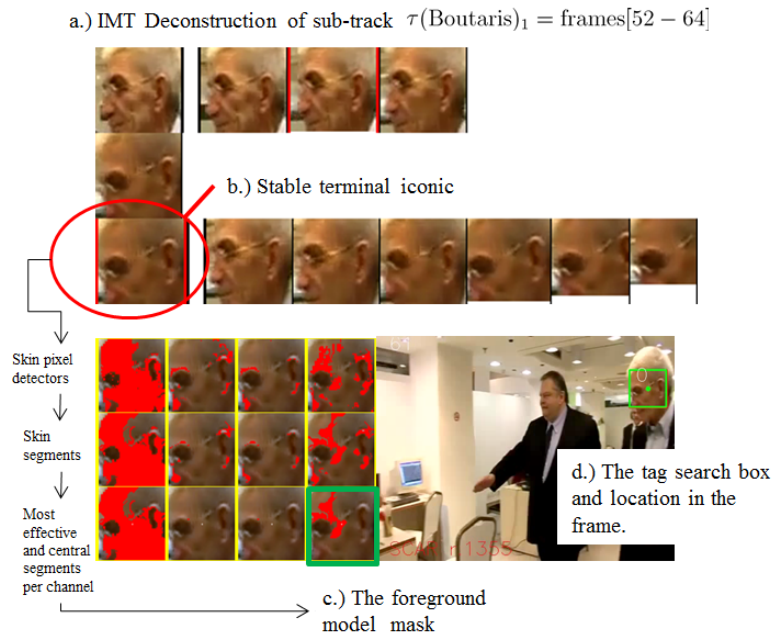 a.) IMT Deconstruction of sub-track τ(Boutaris)₁ = frames[52 − 64]
b.) Stable terminal iconic
Skin pixel
detectors
Skin
segments
Most
effective
and central
segments
per channel
d.) The tag search box
and location in the
frame.
c.) The foreground
model mask